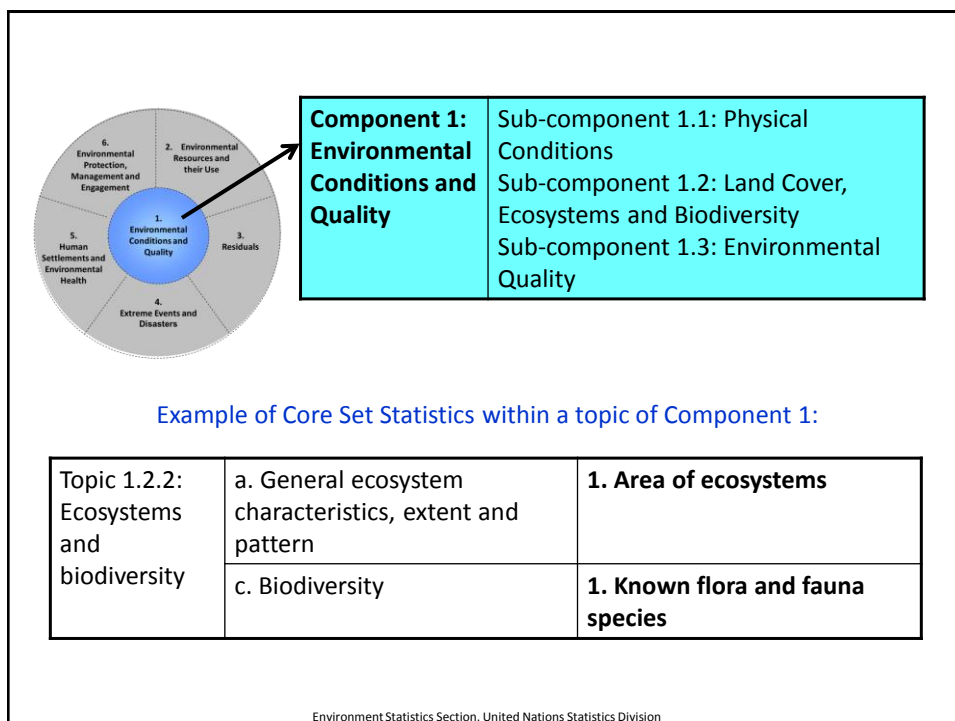 6.
Environmental
Protection,
Management and
Engagement
2. Environmental
Resources and
their Use
1.
Environmental
Conditions and
Quality
3.
Residuals
5.
Human
Settlements and
Environmental
Health
4.
Extreme Events and
Disasters
Component 1:
Environmental
Conditions and
Quality
Sub-component 1.1: Physical
Conditions
Sub-component 1.2: Land Cover,
Ecosystems and Biodiversity
Sub-component 1.3: Environmental
Quality
Example of Core Set Statistics within a topic of Component 1:
Topic 1.2.2:
Ecosystems
and
biodiversity
a. General ecosystem
characteristics, extent and
pattern
1. Area of ecosystems
c. Biodiversity
1. Known flora and fauna
species
Environment Statistics Section, United Nations Statistics Division